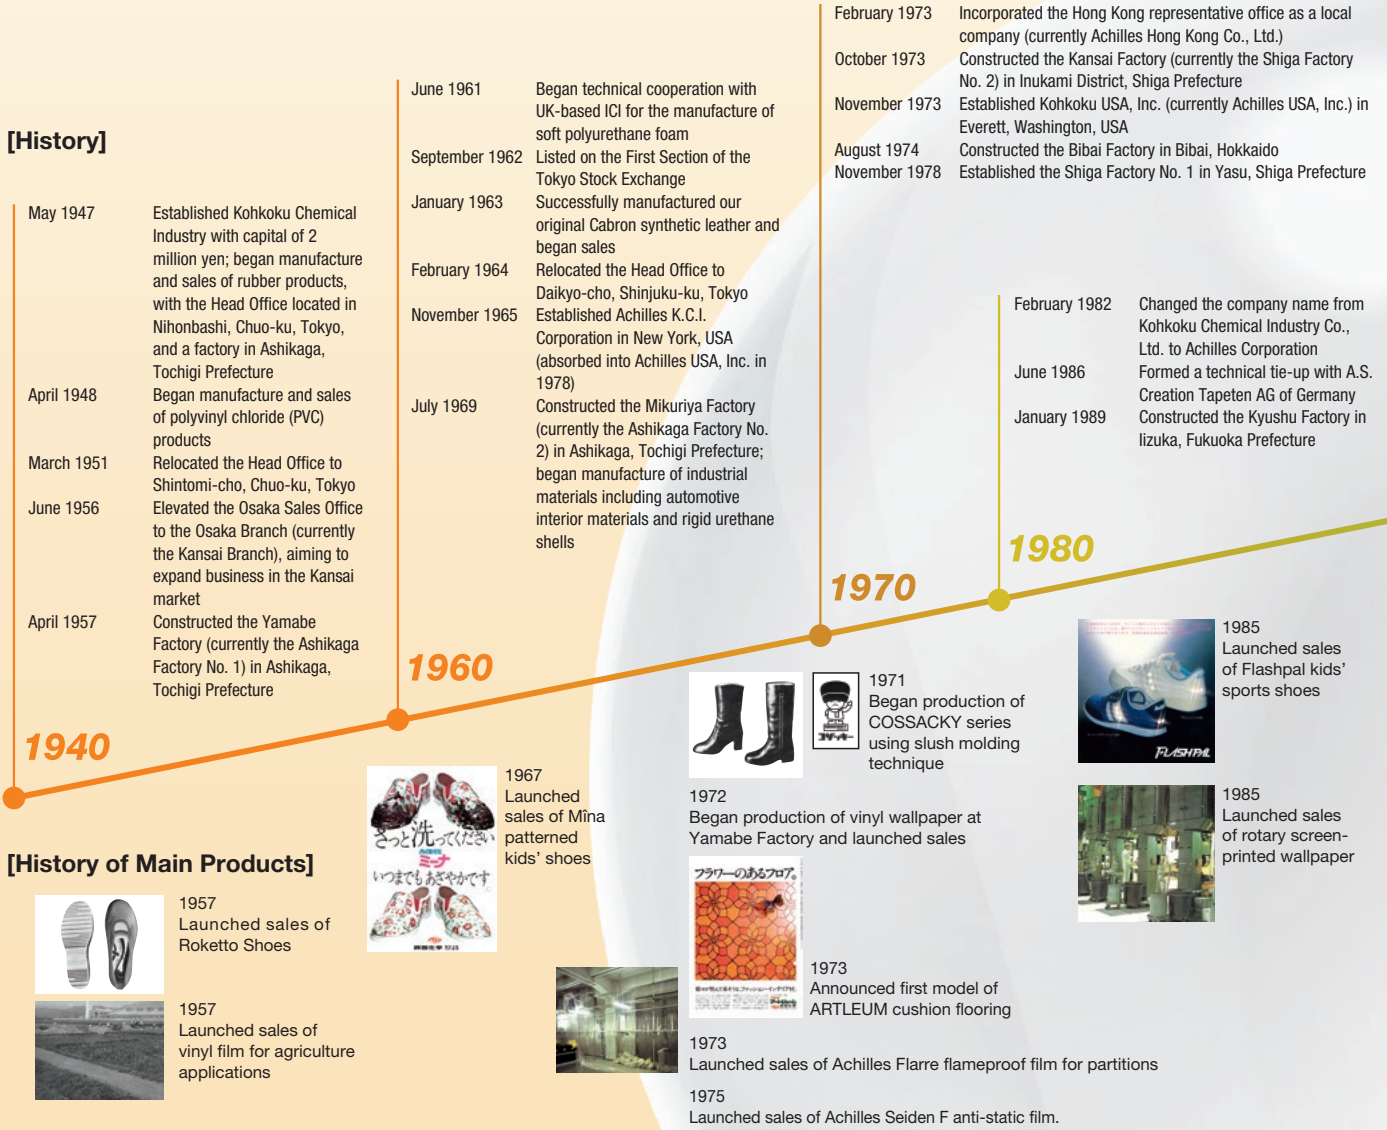 [History]
May 1947 Established Kohkoku Chemical
Industry with capital of 2
million yen; began manufacture
and sales of rubber products,
with the Head Office located in
Nihonbashi, Chuo-ku, Tokyo,
and a factory in Ashikaga,
Tochigi Prefecture
April 1948 Began manufacture and sales
of polyvinyl chloride (PVC)
products
March 1951 Relocated the Head Office to
Shintomi-cho, Chuo-ku, Tokyo
June 1956 Elevated the Osaka Sales Office
to the Osaka Branch (currently
the Kansai Branch), aiming to
expand business in the Kansai
market
April 1957 Constructed the Yamabe
Factory (currently the Ashikaga
Factory No. 1) in Ashikaga,
Tochigi Prefecture
1940
June 1961 Began technical cooperation with
UK-based ICI for the manufacture of
soft polyurethane foam
September 1962 Listed on the First Section of the
Tokyo Stock Exchange
January 1963 Successfully manufactured our
original Cabron synthetic leather and
began sales
February 1964 Relocated the Head Office to
Daikyo-cho, Shinjuku-ku, Tokyo
November 1965 Established Achilles K.C.I.
Corporation in New York, USA
(absorbed into Achilles USA, Inc. in
1978)
July 1969 Constructed the Mikuriya Factory
(currently the Ashikaga Factory No.
2) in Ashikaga, Tochigi Prefecture;
began manufacture of industrial
materials including automotive
interior materials and rigid urethane
shells
1960
February 1973 Incorporated the Hong Kong representative office as a local
company (currently Achilles Hong Kong Co., Ltd.)
October 1973 Constructed the Kansai Factory (currently the Shiga Factory
No. 2) in Inukami District, Shiga Prefecture
November 1973 Established Kohkoku USA, Inc. (currently Achilles USA, Inc.) in
Everett, Washington, USA
August 1974 Constructed the Bibai Factory in Bibai, Hokkaido
November 1978 Established the Shiga Factory No. 1 in Yasu, Shiga Prefecture
1970
February 1982 Changed the company name from
Kohkoku Chemical Industry Co.,
Ltd. to Achilles Corporation
June 1986 Formed a technical tie-up with A.S.
Creation Tapeten AG of Germany
January 1989 Constructed the Kyushu Factory in
Iizuka, Fukuoka Prefecture
1980
[History of Main Products]
1957
Launched sales of
Roketto Shoes
1957
Launched sales of
vinyl film for agriculture
applications
さっと洗ってください
ミーナ
いつまでもあざやかです
1967
Launched
sales of Mîna
patterned
kids' shoes
コザッキー
1971
Began production of
COSSACKY series
using slush molding
technique
1972
Began production of vinyl wallpaper at
Yamabe Factory and launched sales
フラワーのあるフロア。
1973
Announced first model of
ARTLEUM cushion flooring
1973
Launched sales of Achilles Flarre flameproof film for partitions
1975
Launched sales of Achilles Seiden F anti-static film.
FLASHPAL
1985
Launched sales
of Flashpal kids'
sports shoes
1985
Launched sales
of rotary screen-
printed wallpaper